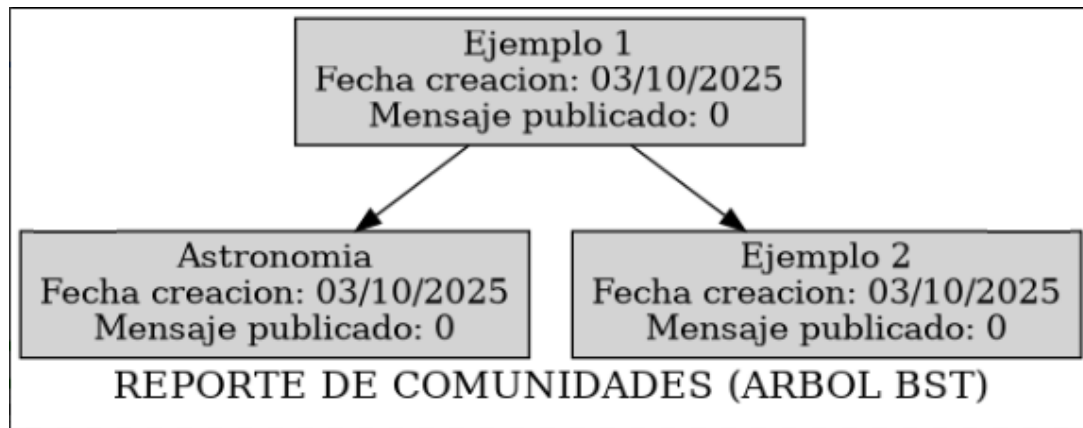 Ejemplo 1
Fecha creacion: 03/10/2025
Mensaje publicado: 0
Astronomia
Fecha creacion: 03/10/2025
Mensaje publicado: 0
Ejemplo 2
Fecha creacion: 03/10/2025
Mensaje publicado: 0
REPORTE DE COMUNIDADES (ARBOL BST)